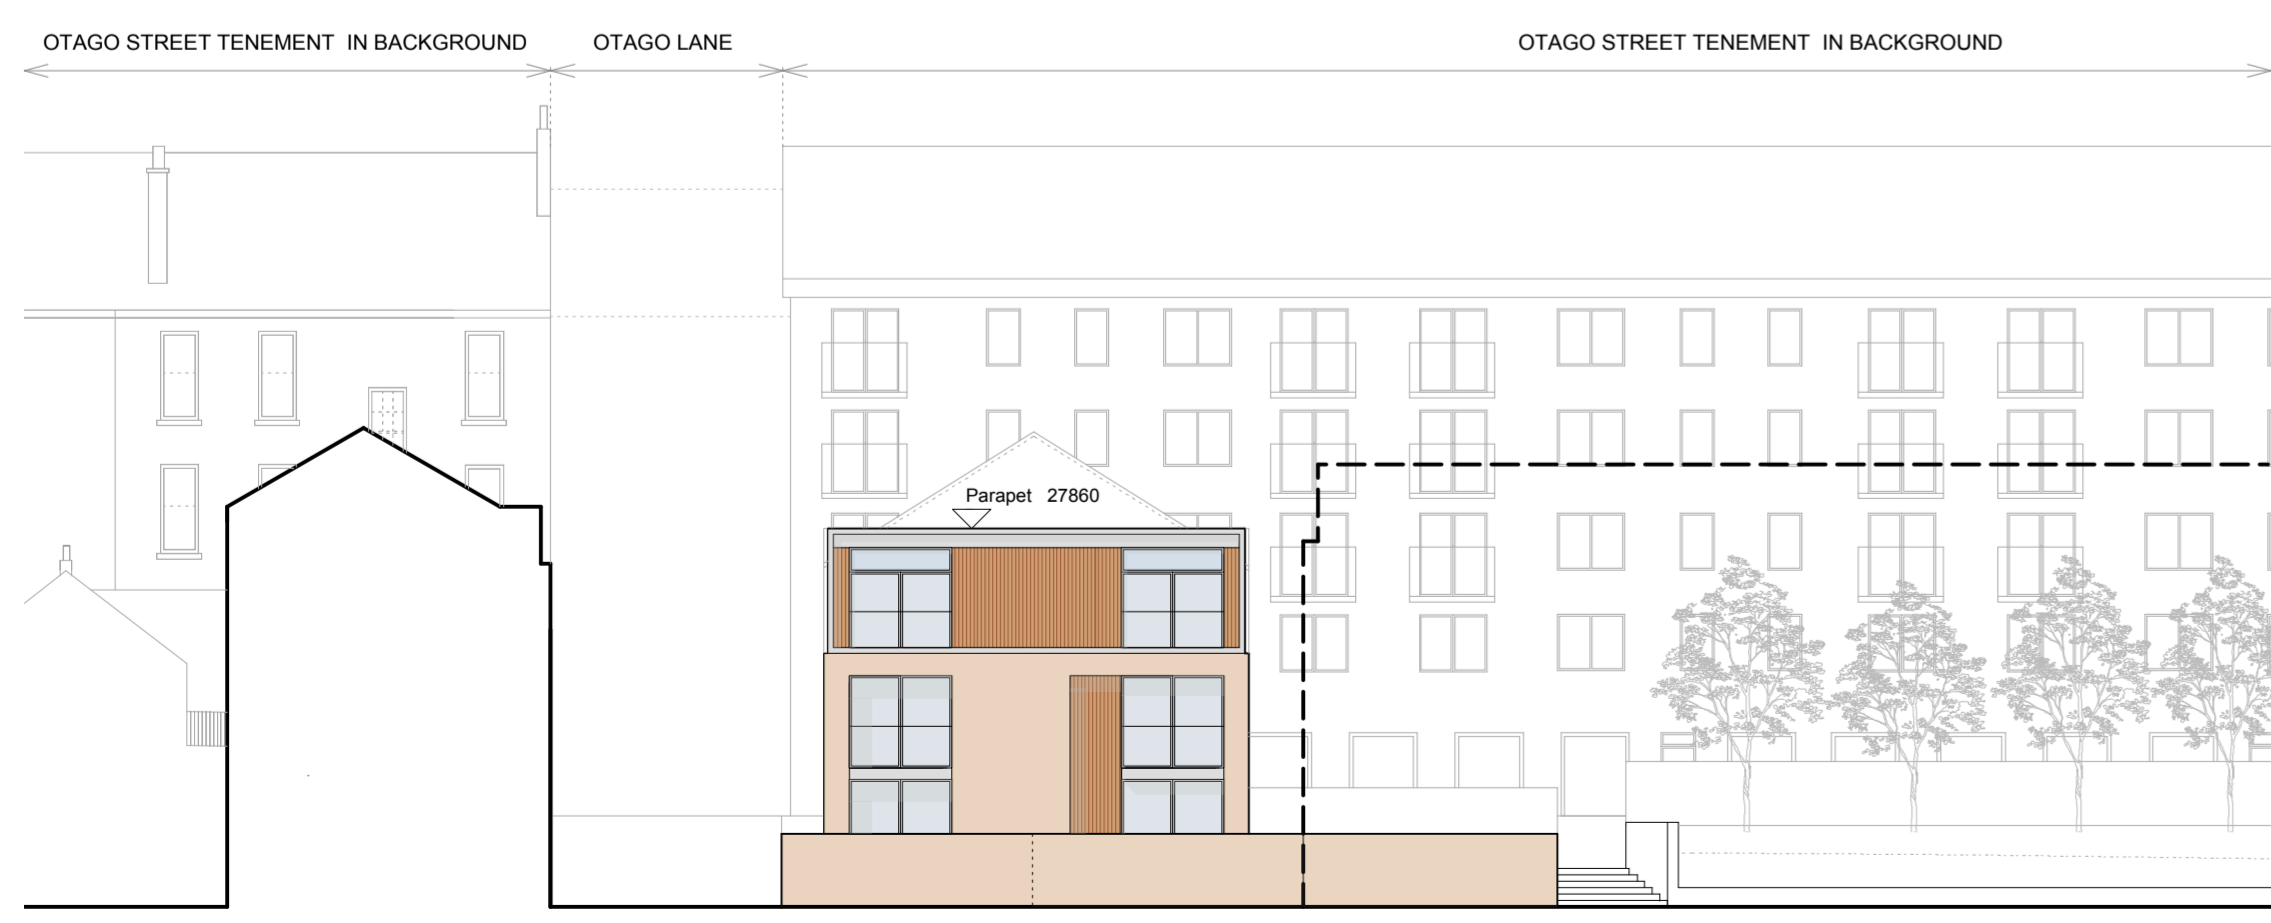 OTAGO STREET TENEMENT IN BACKGROUND
OTAGO LANE
OTAGO STREET TENEMENT IN BACKGROUND
Parapet 27860